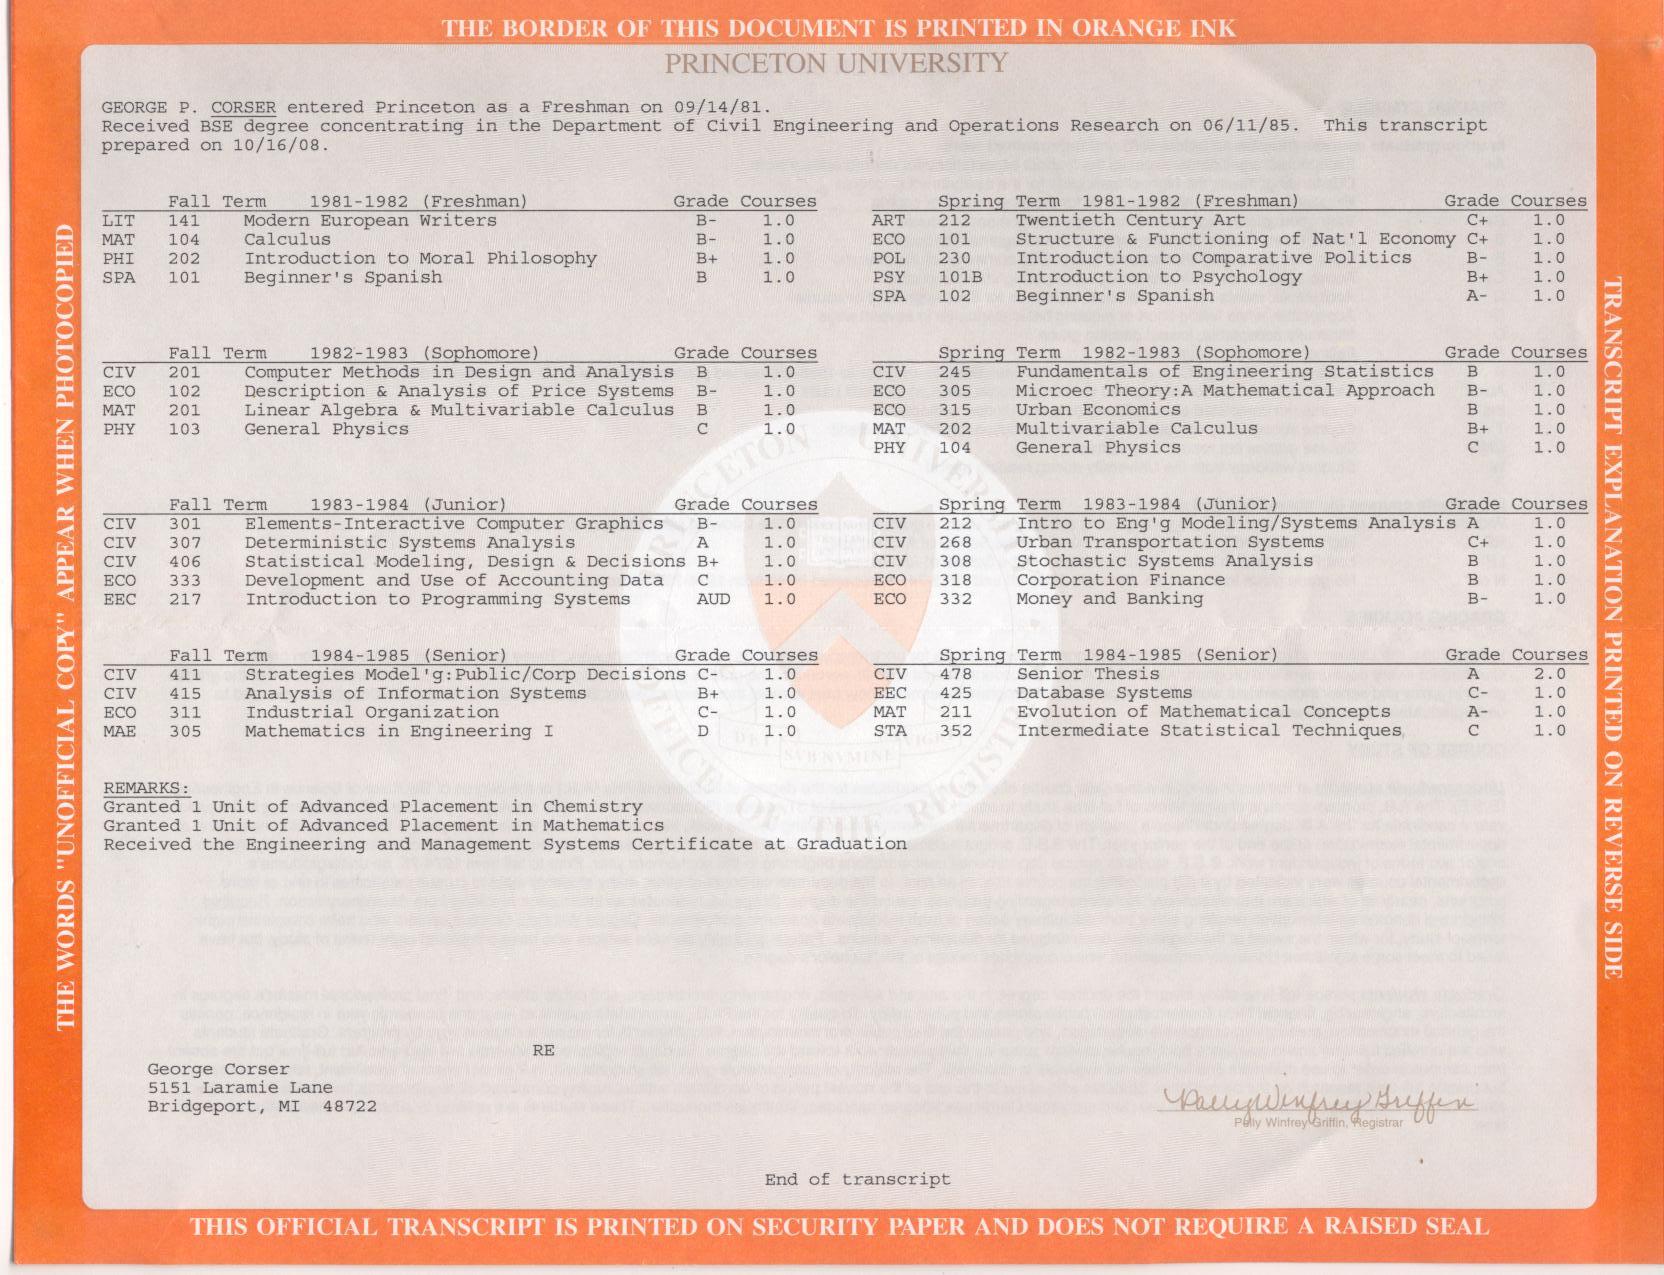 THE BORDER OF THIS DOCUMENT IS PRINTED IN ORANGE INK
PRINCETON UNIVERSITY
GEORGE P. CORSER entered Princeton as a Freshman on 09/14/81.
Received BSE degree concentrating in the Department of Civil Engineering and Operations Research on 06/11/85. This transcript
prepared on 10/16/08.
Fall Term 1981-1982 (Freshman) Grade Courses
LIT 141 Modern European Writers B- 1.0
MAT 104 Calculus B- 1.0
PHI 202 Introduction to Moral Philosophy B+ 1.0
SPA 101 Beginner's Spanish B 1.0
Spring Term 1981-1982 (Freshman) Grade Courses
ART 212 Twentieth Century Art C+ 1.0
ECO 101 Structure & Functioning of Nat'l Economy C+ 1.0
POL 230 Introduction to Comparative Politics B- 1.0
PSY 101B Introduction to Psychology B+ 1.0
SPA 102 Beginner's Spanish A- 1.0
Fall Term 1982-1983 (Sophomore) Grade Courses
CIV 201 Computer Methods in Design and Analysis B 1.0
ECO 102 Description & Analysis of Price Systems B- 1.0
MAT 201 Linear Algebra & Multivariable Calculus B 1.0
PHY 103 General Physics C 1.0
Spring Term 1982-1983 (Sophomore) Grade Courses
CIV 245 Fundamentals of Engineering Statistics B 1.0
ECO 305 Microec Theory:A Mathematical Approach B- 1.0
ECO 315 Urban Economics B 1.0
MAT 202 Multivariable Calculus B+ 1.0
PHY 104 General Physics C 1.0
Fall Term 1983-1984 (Junior) Grade Courses
CIV 301 Elements-Interactive Computer Graphics B- 1.0
CIV 307 Deterministic Systems Analysis A 1.0
CIV 406 Statistical Modeling, Design & Decisions B+ 1.0
ECO 333 Development and Use of Accounting Data C 1.0
EEC 217 Introduction to Programming Systems AUD 1.0
Spring Term 1983-1984 (Junior) Grade Courses
CIV 212 Intro to Eng'g Modeling/Systems Analysis A 1.0
CIV 268 Urban Transportation Systems C+ 1.0
CIV 308 Stochastic Systems Analysis B 1.0
ECO 318 Corporation Finance B 1.0
ECO 332 Money and Banking B- 1.0
Fall Term 1984-1985 (Senior) Grade Courses
CIV 411 Strategies Model'g:Public/Corp Decisions C- 1.0
CIV 415 Analysis of Information Systems B+ 1.0
ECO 311 Industrial Organization C- 1.0
MAE 305 Mathematics in Engineering I D 1.0
Spring Term 1984-1985 (Senior) Grade Courses
CIV 478 Senior Thesis A 2.0
EEC 425 Database Systems C- 1.0
MAT 211 Evolution of Mathematical Concepts A- 1.0
STA 352 Intermediate Statistical Techniques C 1.0
REMARKS:
Granted 1 Unit of Advanced Placement in Chemistry
Granted 1 Unit of Advanced Placement in Mathematics
Received the Engineering and Management Systems Certificate at Graduation
RE
George Corser
5151 Laramie Lane
Bridgeport, MI 48722
Polly Winfrey Griffin
Polly Winfrey Griffin, Registrar
End of transcript
THIS OFFICIAL TRANSCRIPT IS PRINTED ON SECURITY PAPER AND DOES NOT REQUIRE A RAISED SEAL
THE WORDS "UNOFFICIAL COPY" APPEAR WHEN PHOTOCOPIED
TRANSCRIPT EXPLANATION PRINTED ON REVERSE SIDE
PRINCETON UNIVERSITY
OFFICE OF THE REGISTRAR